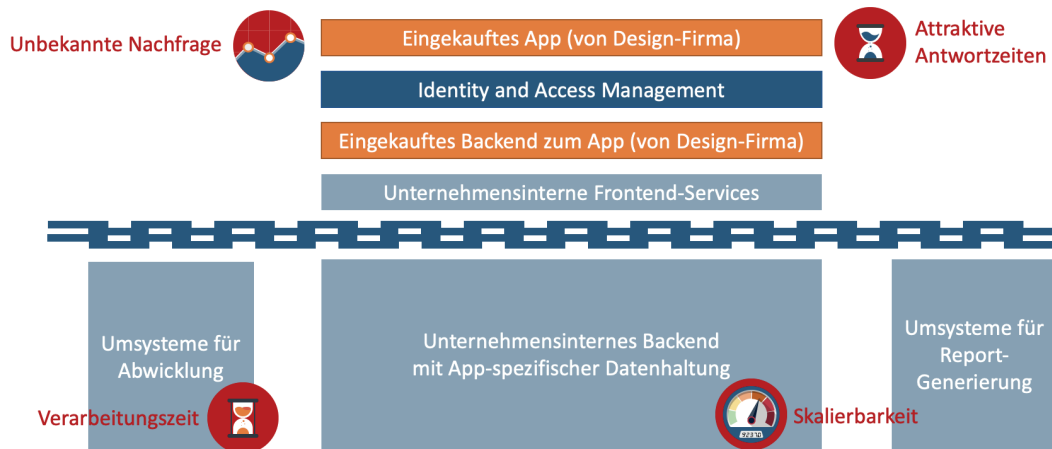 Unbekannte Nachfrage
Eingekauftes App (von Design-Firma)
Attraktive
Antwortzeiten
Identity and Access Management
Eingekauftes Backend zum App (von Design-Firma)
Unternehmensinterne Frontend-Services
Umsysteme für
Abwicklung
Unternehmensinternes Backend
mit App-spezifischer Datenhaltung
Umsysteme für
Report-
Generierung
Verarbeitungszeit
Skalierbarkeit